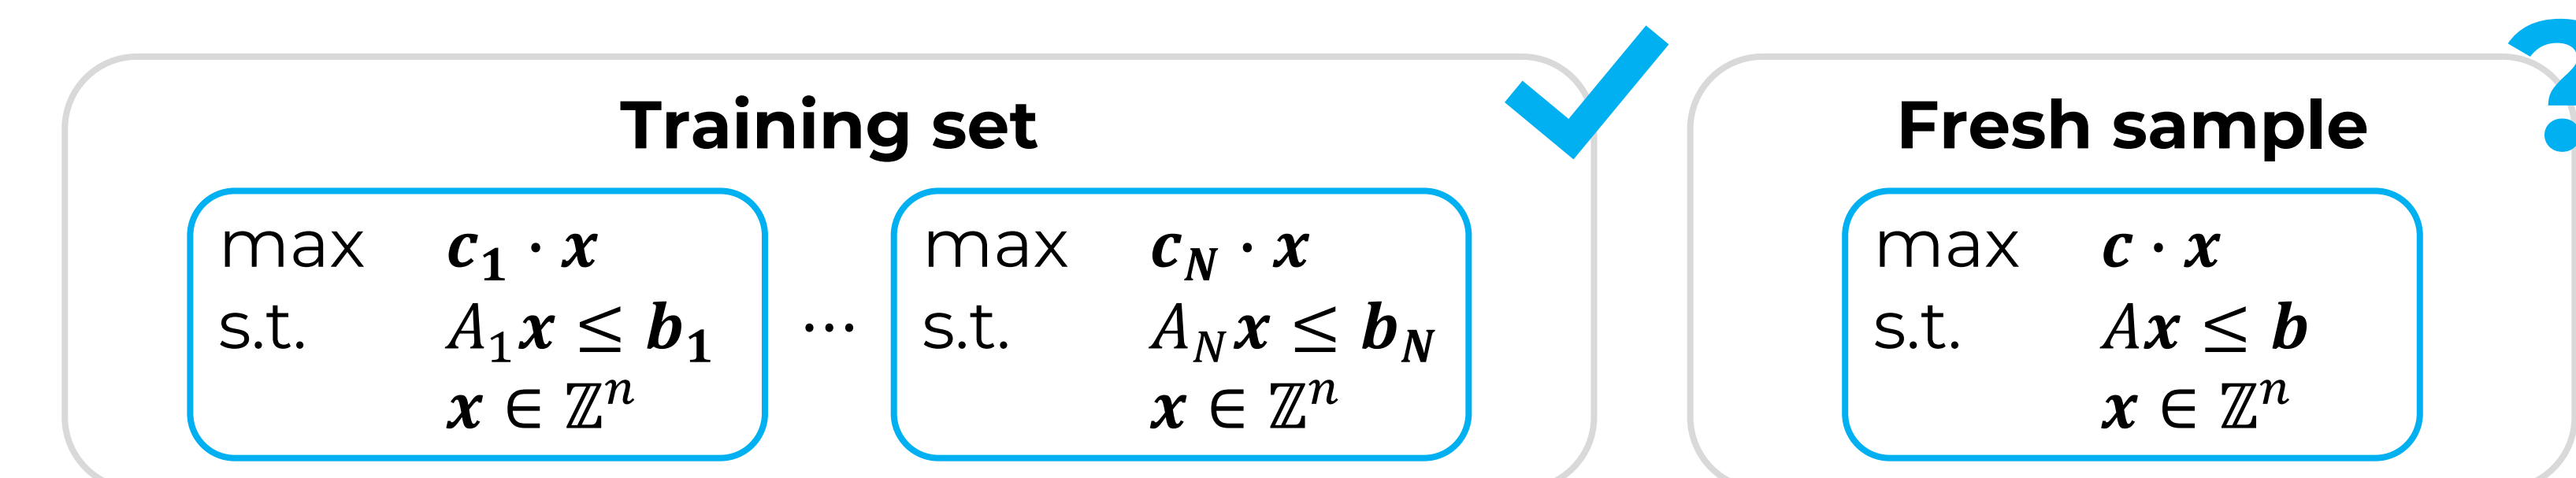 Training set
max c₁ · x
s.t. A₁x ≤ b₁
x ∈ ℤⁿ
...
max c_N · x
s.t. A_N x ≤ b_N
x ∈ ℤⁿ
Fresh sample
?
max c · x
s.t. Ax ≤ b
x ∈ ℤⁿ